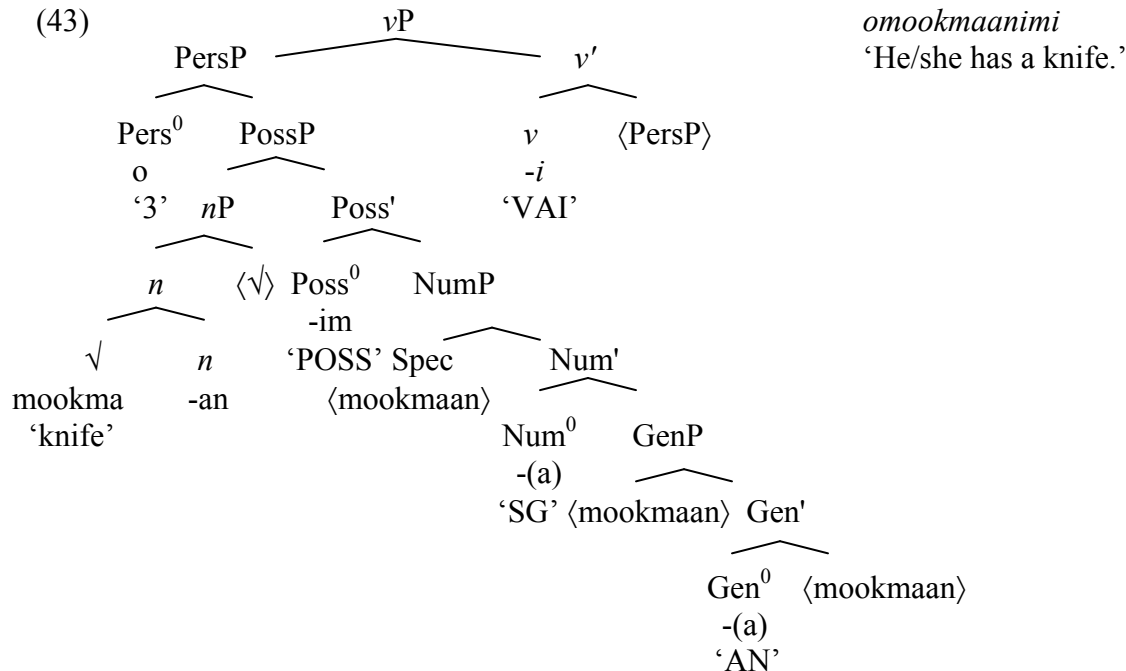 (43) vP omookmaanimi
PersP v' ‘He/she has a knife.’
Pers⁰ PossP v ⟨PersP⟩
o -i
‘3’ nP Poss' ‘VAI’
n ⟨√⟩ Poss⁰ NumP
-im
√ n ‘POSS’ Spec Num'
mookma -an ⟨mookmaan⟩
‘knife’ Num⁰ GenP
-(a)
‘SG’ ⟨mookmaan⟩ Gen'
Gen⁰ ⟨mookmaan⟩
-(a)
‘AN’